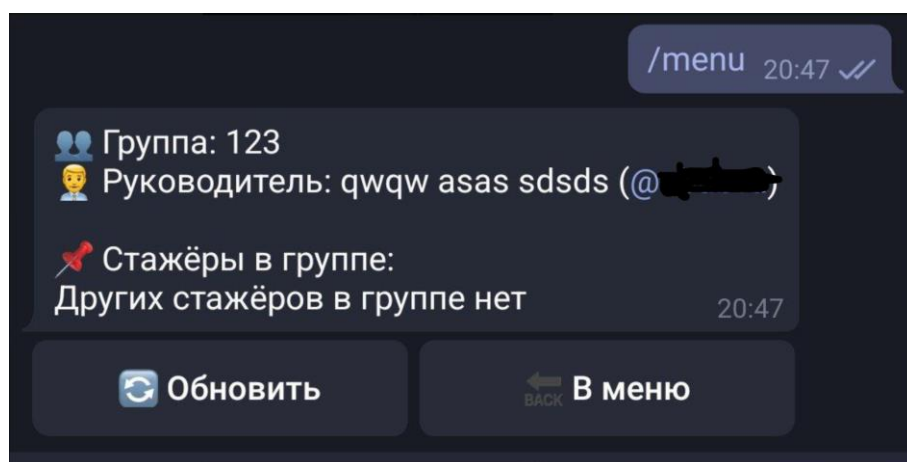 /menu 20:47
Группа: 123
Руководитель: qwqw asas sdsds (@)
Стажёры в группе:
Других стажёров в группе нет 20:47
Обновить
BACK В меню